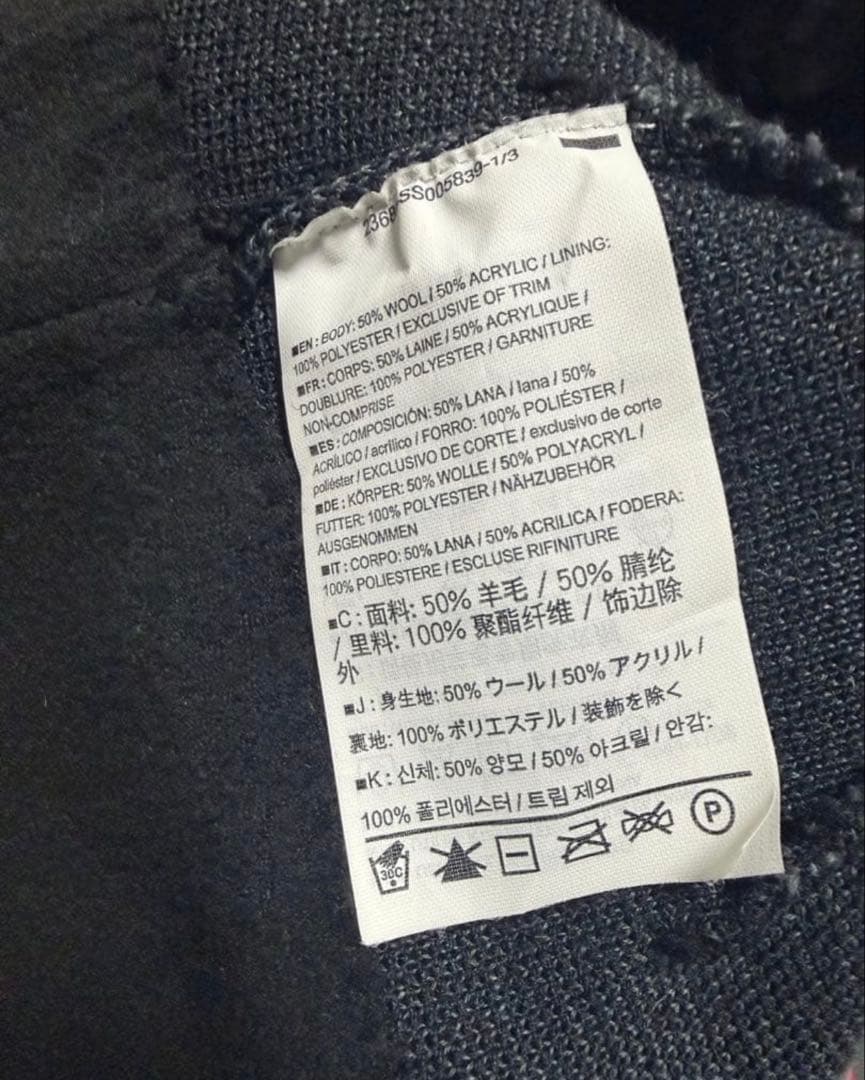 2368 SS005839-1/3
■EN : BODY: 50% WOOL / 50% ACRYLIC / LINING:
100% POLYESTER / EXCLUSIVE OF TRIM
■FR : CORPS: 50% LAINE / 50% ACRYLIQUE /
DOUBLURE: 100% POLYESTER / GARNITURE
NON-COMPRISE
■ES : COMPOSICIÓN: 50% LANA / lana / 50%
ACRÍLICO / acrílico / FORRO: 100% POLIÉSTER /
poliéster / EXCLUSIVO DE CORTE / exclusivo de corte
■DE : KÖRPER: 50% WOLLE / 50% POLYACRYL /
FUTTER: 100% POLYESTER / NÄHZUBEHÖR
AUSGENOMMEN
■IT : CORPO: 50% LANA / 50% ACRILICA / FODERA:
100% POLIESTERE / ESCLUSE RIFINITURE
■C : 面料: 50% 羊毛 / 50% 腈纶
/ 里料: 100% 聚酯纤维 / 饰边除
外
■J : 身生地: 50% ウール / 50% アクリル /
裏地: 100% ポリエステル / 装飾を除く
■K : 신체: 50% 양모 / 50% 아크릴 / 안감:
100% 폴리에스터 / 트림 제외
30C P